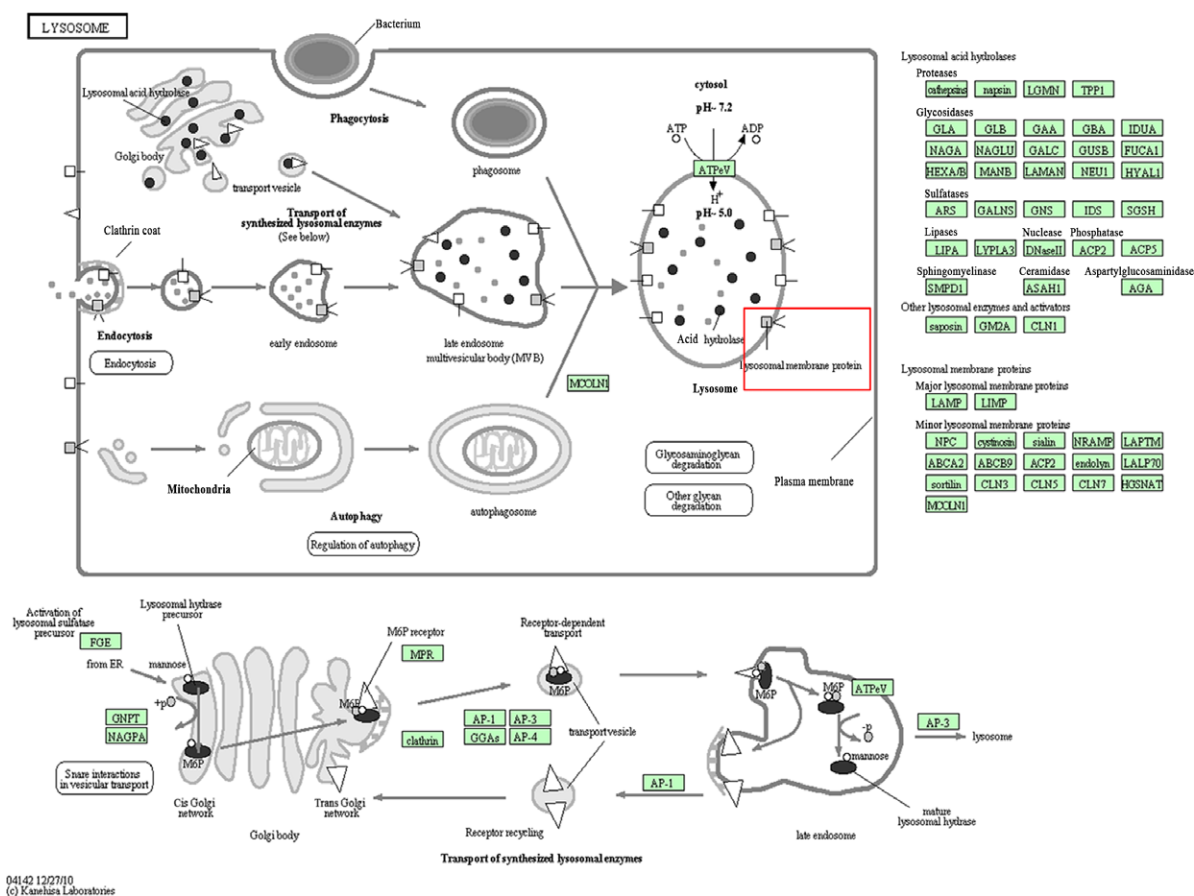 LYSOSOME
Bacterium
Lysosomal acid hydrolase
Golgi body
Phagocytosis
phagosome
transport vesicle
Transport of
synthesized lysosomal enzymes
(See below)
Clathrin coat
Endocytosis
Endocytosis
early endosome
late endosome
multivesicular body (MVB)
cytosol
pH~ 7.2
ATP
ADP
ATPeV
H+
pH~ 5.0
Acid hydrolase
lysosomal membrane protein
Lysosome
MCOLN1
Mitochondria
Autophagy
Regulation of autophagy
autophagosome
Glycosaminoglycan
degradation
Other glycan
degradation
Plasma membrane
Lysosomal acid hydrolases
Proteases
cathepsins napsin LGMN TPP1
Glycosidases
GLA GLB GAA GBA IDUA
NAGA NAGLU GALC GUSB FUCA1
HEXA/B MANB LAMAN NEU1 HYAL1
Sulfatases
ARS GALNS GNS IDS SGSH
Lipases Nuclease Phosphatase
LIPA LYPLA3 DNaseII ACP2 ACP5
Sphingomyelinase Ceramidase Aspartylglucosaminidase
SMPD1 ASAH1 AGA
Other lysosomal enzymes and activators
saposin GM2A CLN1
Lysosomal membrane proteins
Major lysosomal membrane proteins
LAMP LIMP
Minor lysosomal membrane proteins
NPC cystinosin sialin NRAMP LAPTM
ABCA2 ABCB9 ACP2 endolyn LALP70
sortilin CLN3 CLN5 CLN7 HGSNAT
MCOLN1
Activation of
lysosomal sulfatase
precursor
FGE
from ER
Lysosomal hydrase
precursor
mannose
+p
GNPT
NAGPA
M6P
Snare interactions
in vesicular transport
Cis Golgi
network
Golgi body
Trans Golgi
network
M6P
M6P receptor
MPR
clathrin
AP-1 AP-3
GGAs AP-4
Receptor-dependent
transport
M6P
transport vesicle
Receptor recycling
AP-1
M6P
M6P
ATPeV
-p
mannose
AP-3
lysosome
mature
lysosomal hydrase
late endosome
Transport of synthesized lysosomal enzymes
04142 12/27/10
(c) Kanehisa Laboratories